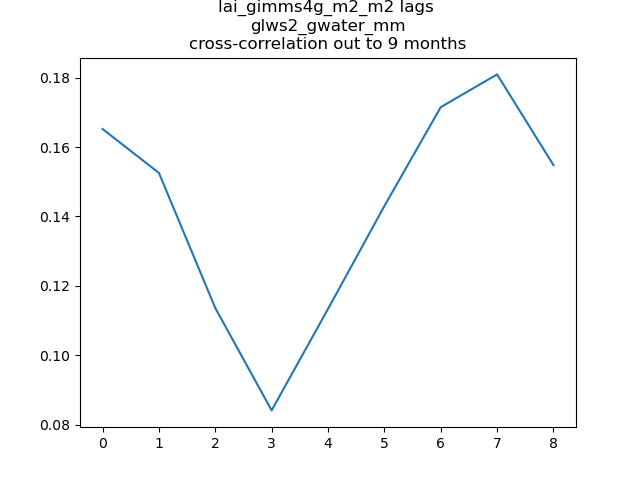 lai_gimms4g_m2_m2 lags
glws2_gwater_mm
cross-correlation out to 9 months
0.18
0.16
0.14
0.12
0.10
0.08
0 1 2 3 4 5 6 7 8